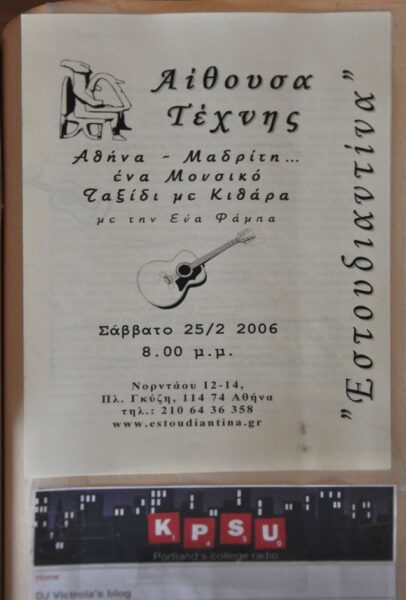 Αίθουσα
Τέχνης
Αθήνα - Μαδρίτη...
ένα Μουσικό
Ταξίδι με Κιθάρα
με την Εύα Φάμπα
Σάββατο 25/2 2006
8.00 μ.μ.
Νορντάου 12-14,
Πλ. Γκύζη, 114 74 Αθήνα
τηλ.: 210 64 36 358
www.estoudiantina.gr
"Εστουδιαντίνα"
KPSU
1450
Portland's college radio.
Home
DJ Victrola's blog